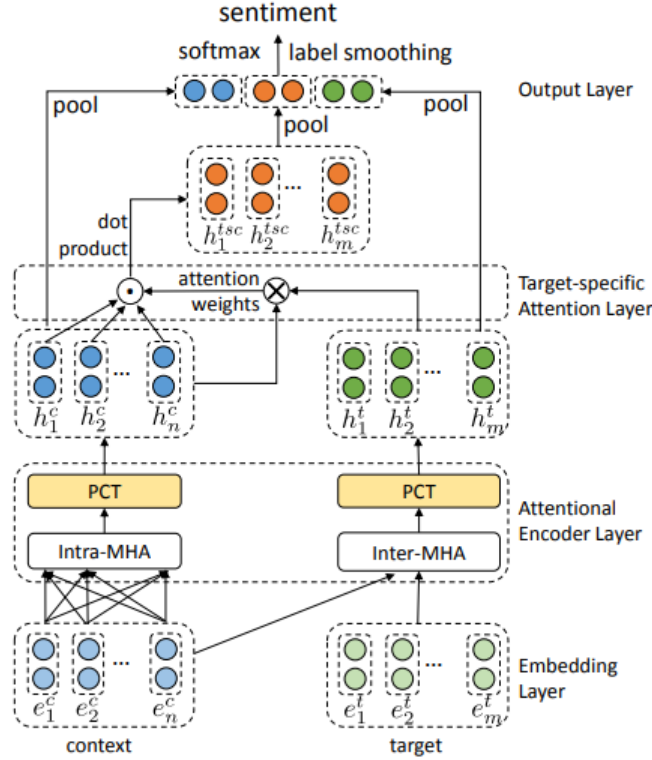 sentiment
softmax label smoothing
Output Layer
pool pool pool
...
h_1^{tsc} h_2^{tsc} h_m^{tsc}
dot
product
attention
weights
Target-specific
Attention Layer
... ...
h_1^c h_2^c h_n^c h_1^t h_2^t h_m^t
PCT PCT
Attentional
Encoder Layer
Intra-MHA Inter-MHA
... ...
Embedding
Layer
e_1^c e_2^c e_n^c e_1^t e_2^t e_m^t
context target